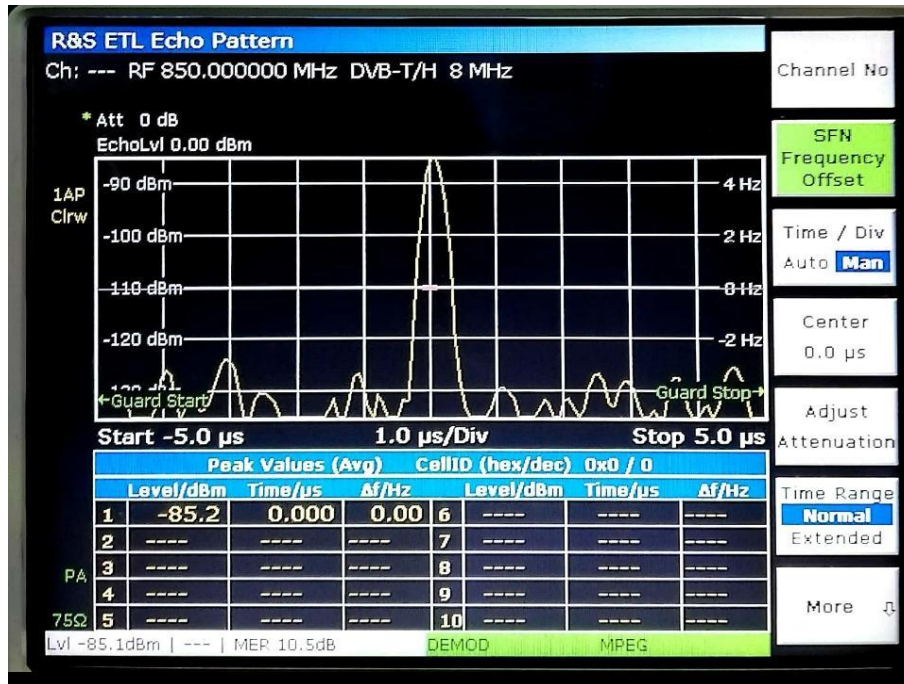 R&S ETL Echo Pattern
Ch: --- RF 850.000000 MHz DVB-T/H 8 MHz
* Att 0 dB
EchoLvl 0.00 dBm
1AP
Clrw
-90 dBm
4 Hz
-100 dBm
2 Hz
-110 dBm
0 Hz
-120 dBm
-2 Hz
-130 dBm
←Guard Start
Guard Stop→
Start -5.0 µs 1.0 µs/Div Stop 5.0 µs
Peak Values (Avg) CellID (hex/dec) 0x0 / 0
Level/dBm Time/µs Δf/Hz Level/dBm Time/µs Δf/Hz
1 -85.2 0.000 0.00 6 ---- ---- ----
2 ---- ---- ---- 7 ---- ---- ----
3 ---- ---- ---- 8 ---- ---- ----
4 ---- ---- ---- 9 ---- ---- ----
5 ---- ---- ---- 10 ---- ---- ----
PA
75Ω
Lvl -85.1dBm | --- | MER 10.5dB DEMOD MPEG
Channel No
SFN
Frequency
Offset
Time / Div
Auto Man
Center
0.0 µs
Adjust
Attenuation
Time Range
Normal
Extended
More ⇩